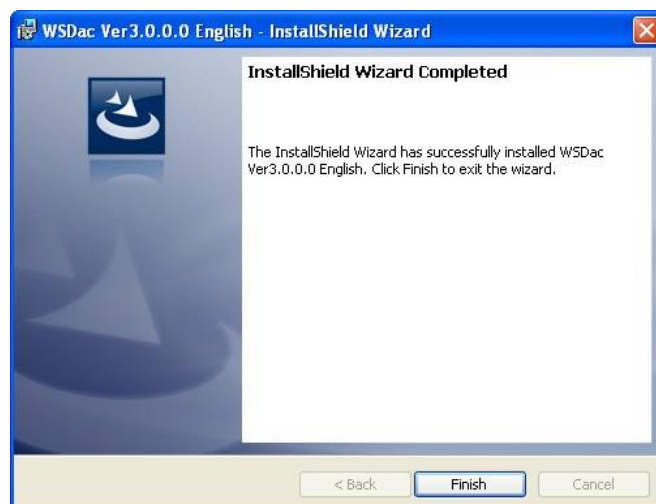 WSDac Ver3.0.0.0 English - InstallShield Wizard
InstallShield Wizard Completed
The InstallShield Wizard has successfully installed WSDac
Ver3.0.0.0 English. Click Finish to exit the wizard.
< Back Finish Cancel